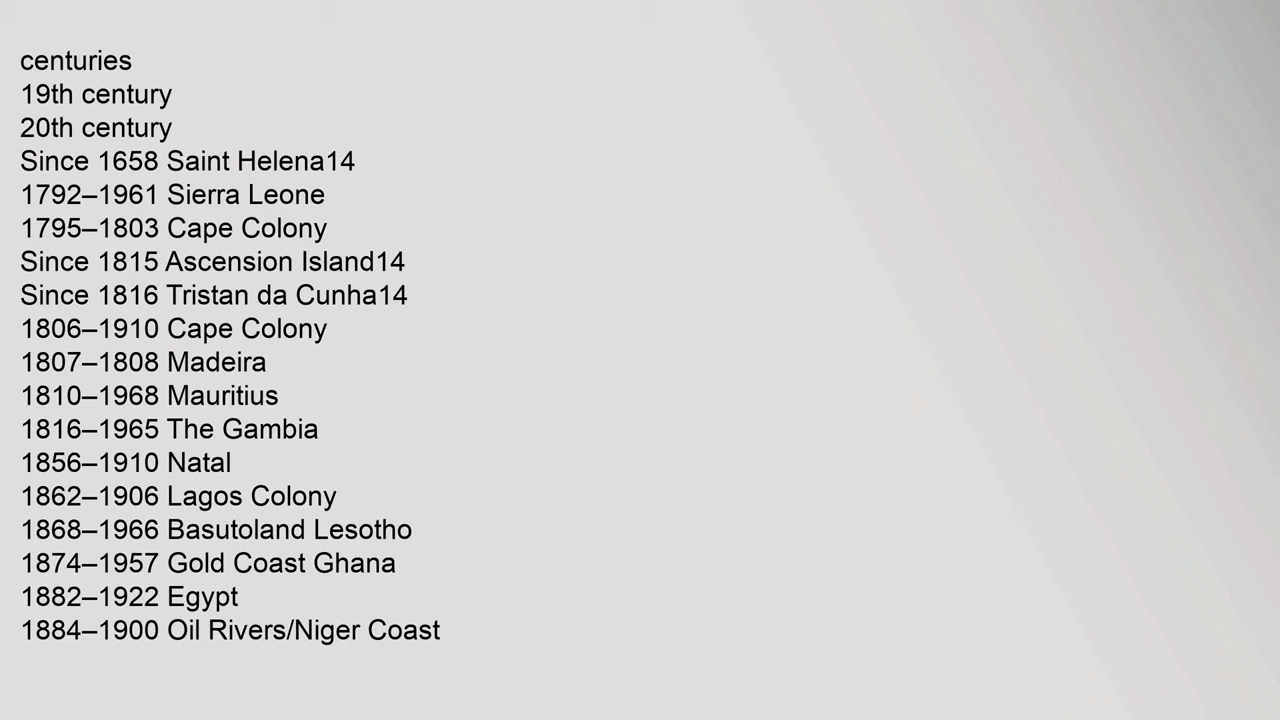 centuries
19th century
20th century
Since 1658 Saint Helena14
1792–1961 Sierra Leone
1795–1803 Cape Colony
Since 1815 Ascension Island14
Since 1816 Tristan da Cunha14
1806–1910 Cape Colony
1807–1808 Madeira
1810–1968 Mauritius
1816–1965 The Gambia
1856–1910 Natal
1862–1906 Lagos Colony
1868–1966 Basutoland Lesotho
1874–1957 Gold Coast Ghana
1882–1922 Egypt
1884–1900 Oil Rivers/Niger Coast